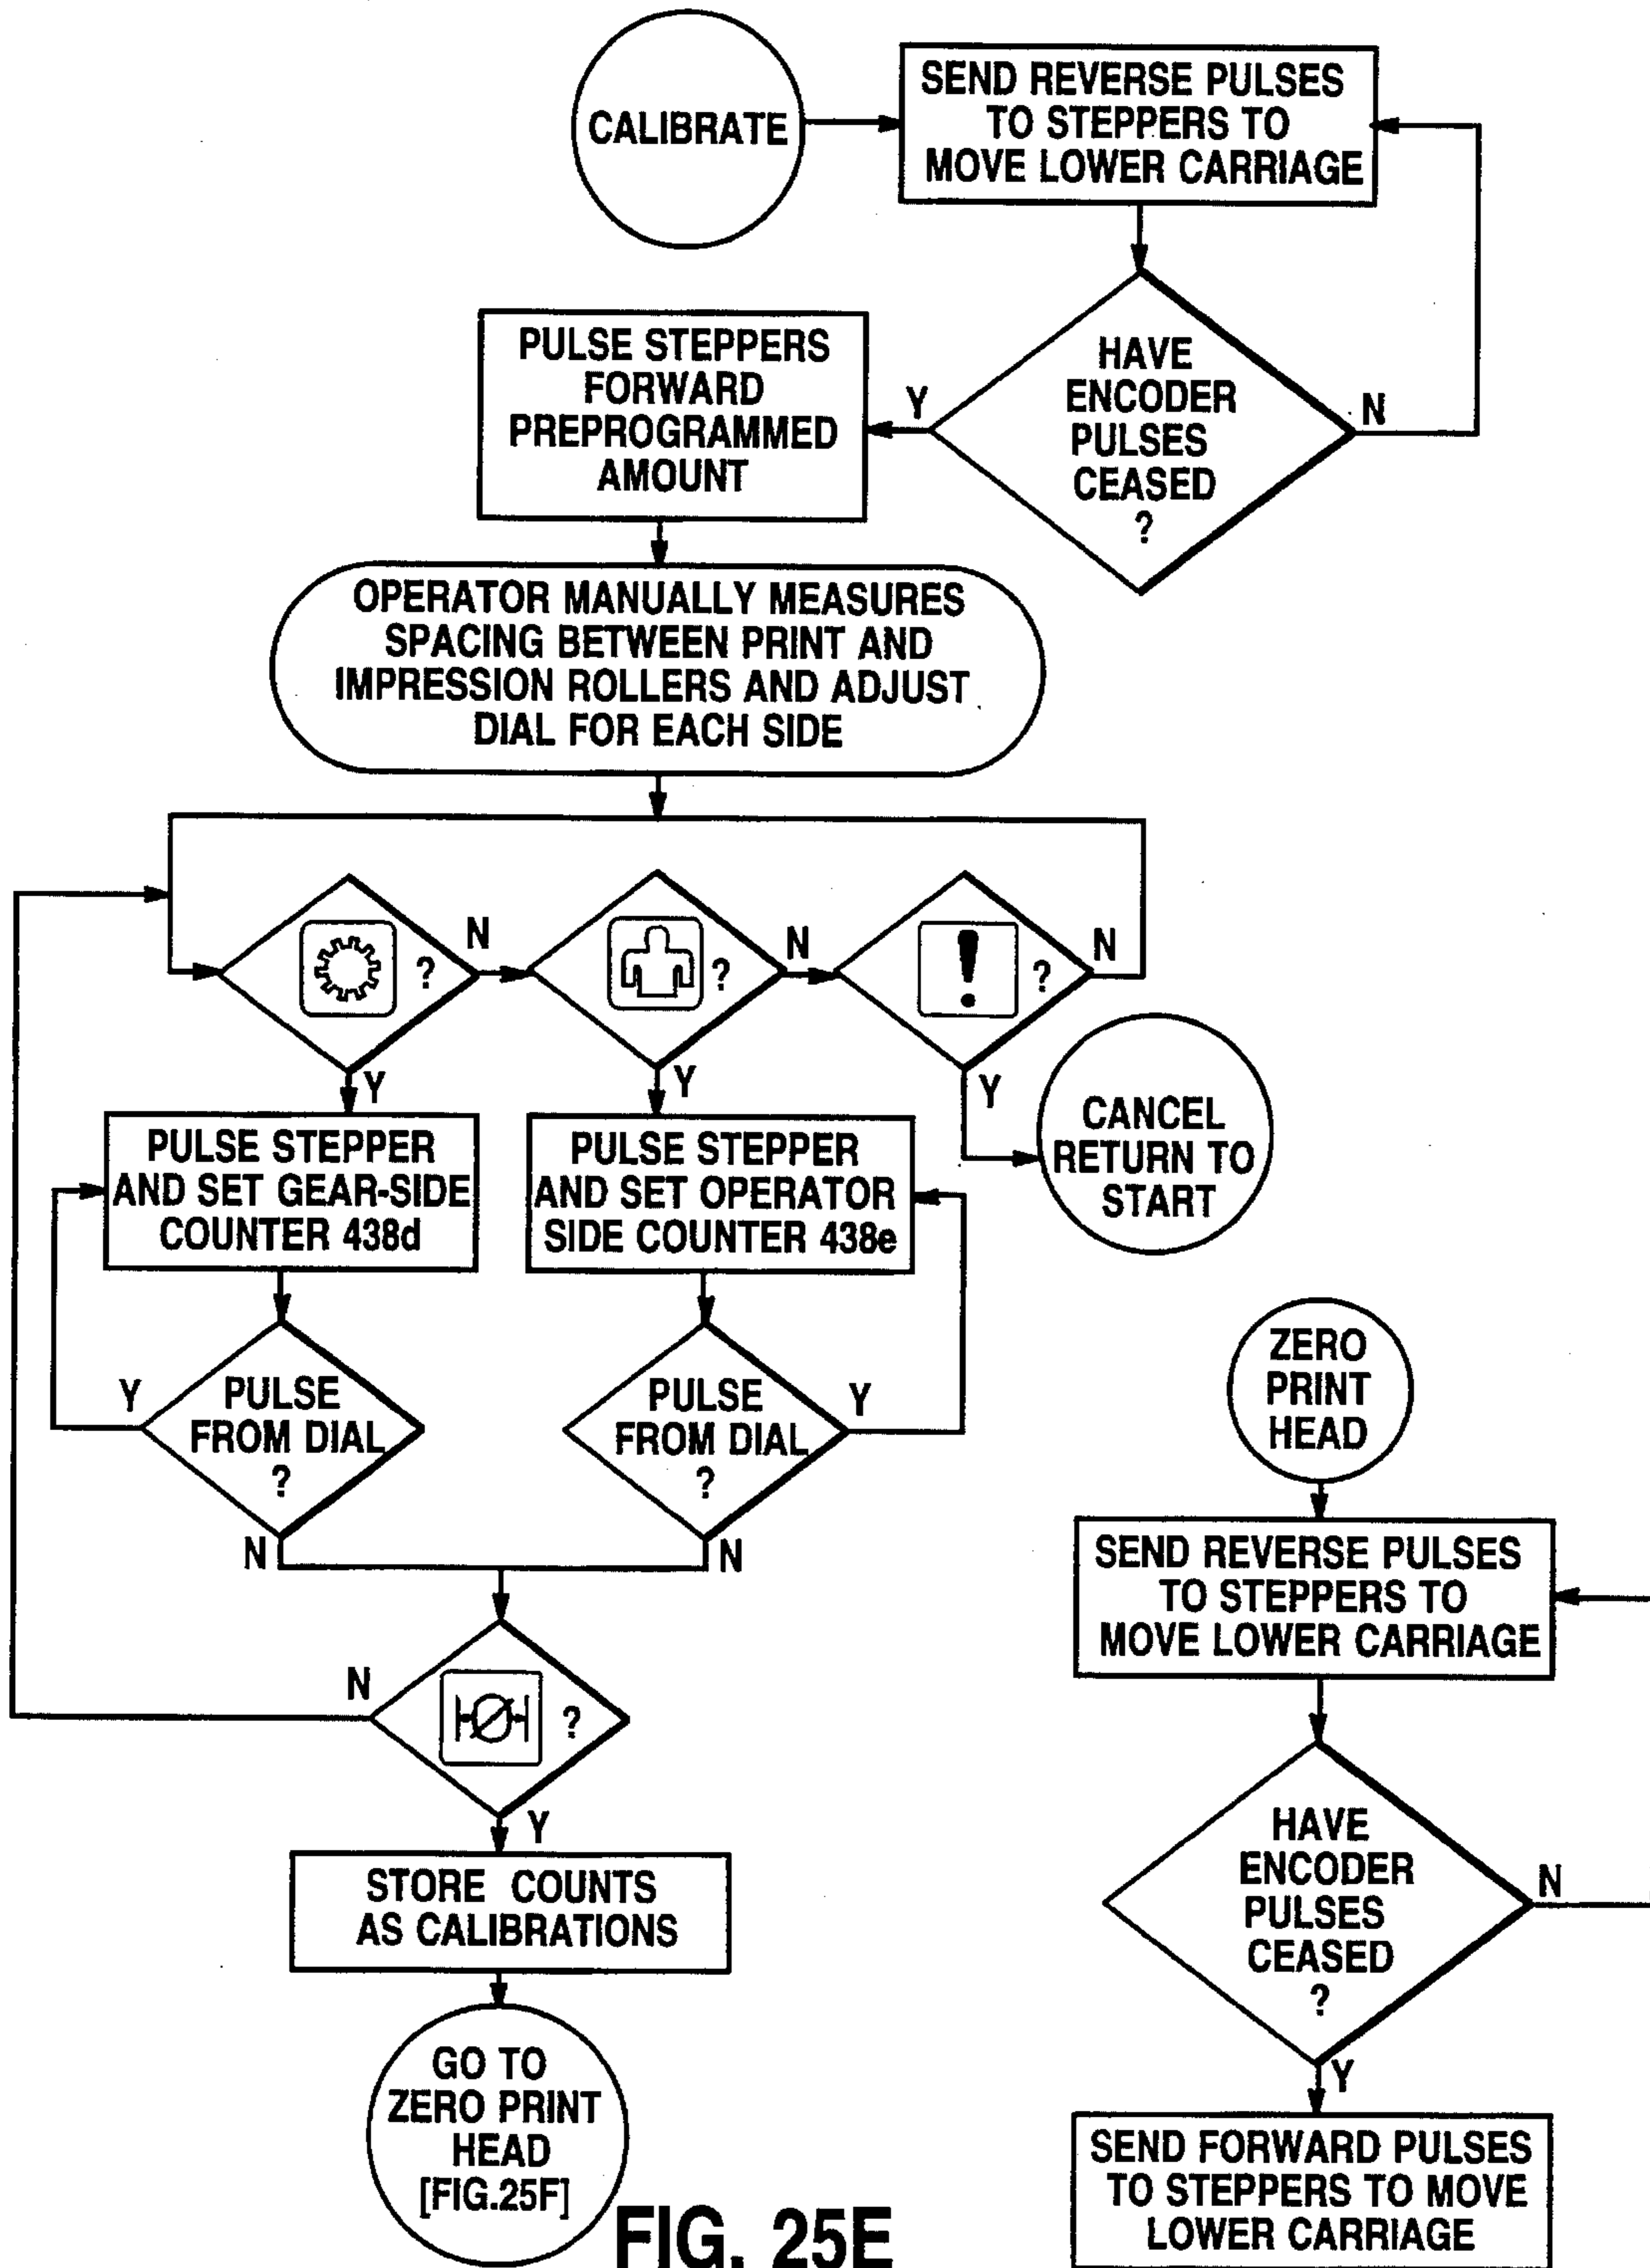 CALIBRATE
SEND REVERSE PULSES
TO STEPPERS TO
MOVE LOWER CARRIAGE
HAVE
ENCODER
PULSES
CEASED
?
N
Y
PULSE STEPPERS
FORWARD
PREPROGRAMMED
AMOUNT
OPERATOR MANUALLY MEASURES
SPACING BETWEEN PRINT AND
IMPRESSION ROLLERS AND ADJUST
DIAL FOR EACH SIDE
?
N
?
N
!
?
N
Y
Y
Y
PULSE STEPPER
AND SET GEAR-SIDE
COUNTER 438d
PULSE STEPPER
AND SET OPERATOR
SIDE COUNTER 438e
CANCEL
RETURN TO
START
Y
PULSE
FROM DIAL
?
N
PULSE
FROM DIAL
?
Y
N
N
?
Y
STORE COUNTS
AS CALIBRATIONS
GO TO
ZERO PRINT
HEAD
[FIG.25F]
ZERO
PRINT
HEAD
SEND REVERSE PULSES
TO STEPPERS TO
MOVE LOWER CARRIAGE
HAVE
ENCODER
PULSES
CEASED
?
N
Y
SEND FORWARD PULSES
TO STEPPERS TO MOVE
LOWER CARRIAGE
FIG. 25E